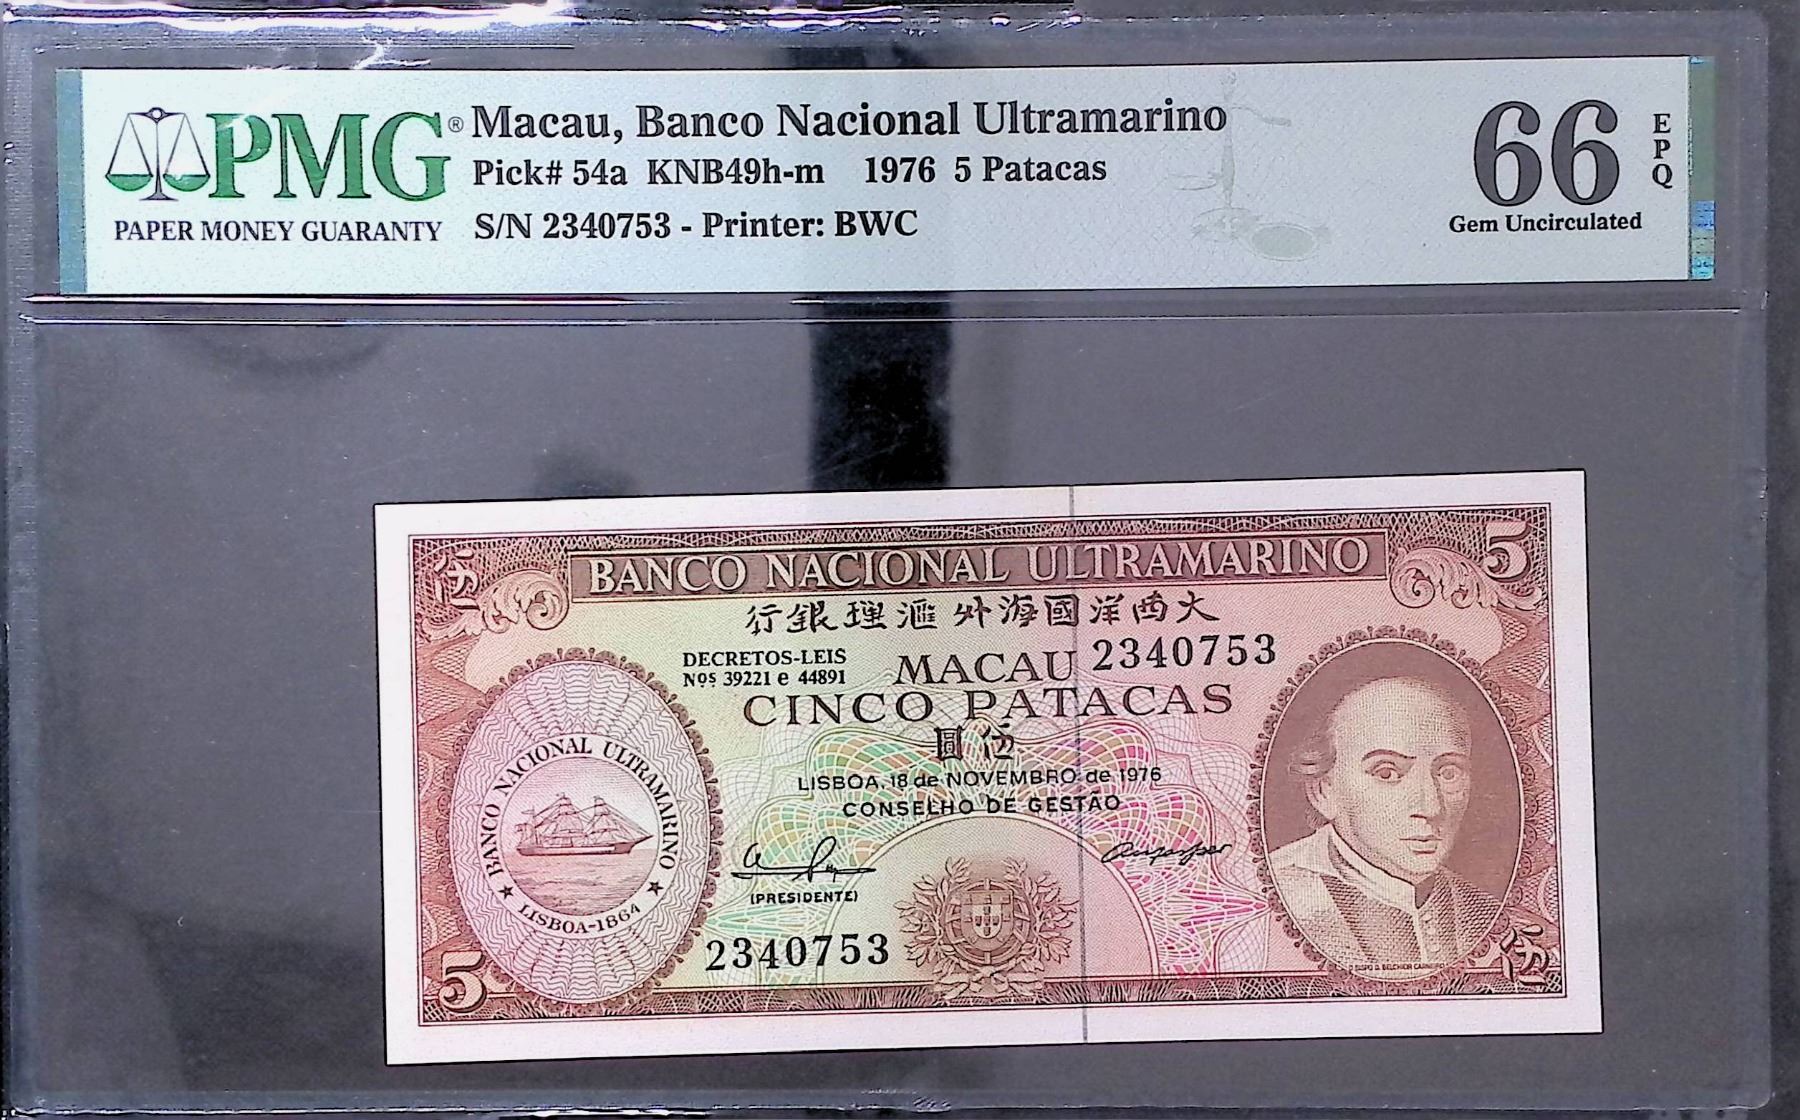 PMG®
PAPER MONEY GUARANTY
Macau, Banco Nacional Ultramarino
Pick# 54a KNB49h-m 1976 5 Patacas
S/N 2340753 - Printer: BWC
66
EPQ
Gem Uncirculated
伍
5
BANCO NACIONAL ULTRAMARINO
行銀理滙外海國洋西大
DECRETOS-LEIS
Nos 39221 e 44891
MACAU 2340753
CINCO PATACAS
圓伍
LISBOA, 18 de NOVEMBRO de 1976
CONSELHO DE GESTÃO
(PRESIDENTE)
2340753
BANCO NACIONAL ULTRAMARINO
★ LISBOA-1864 ★
5
伍